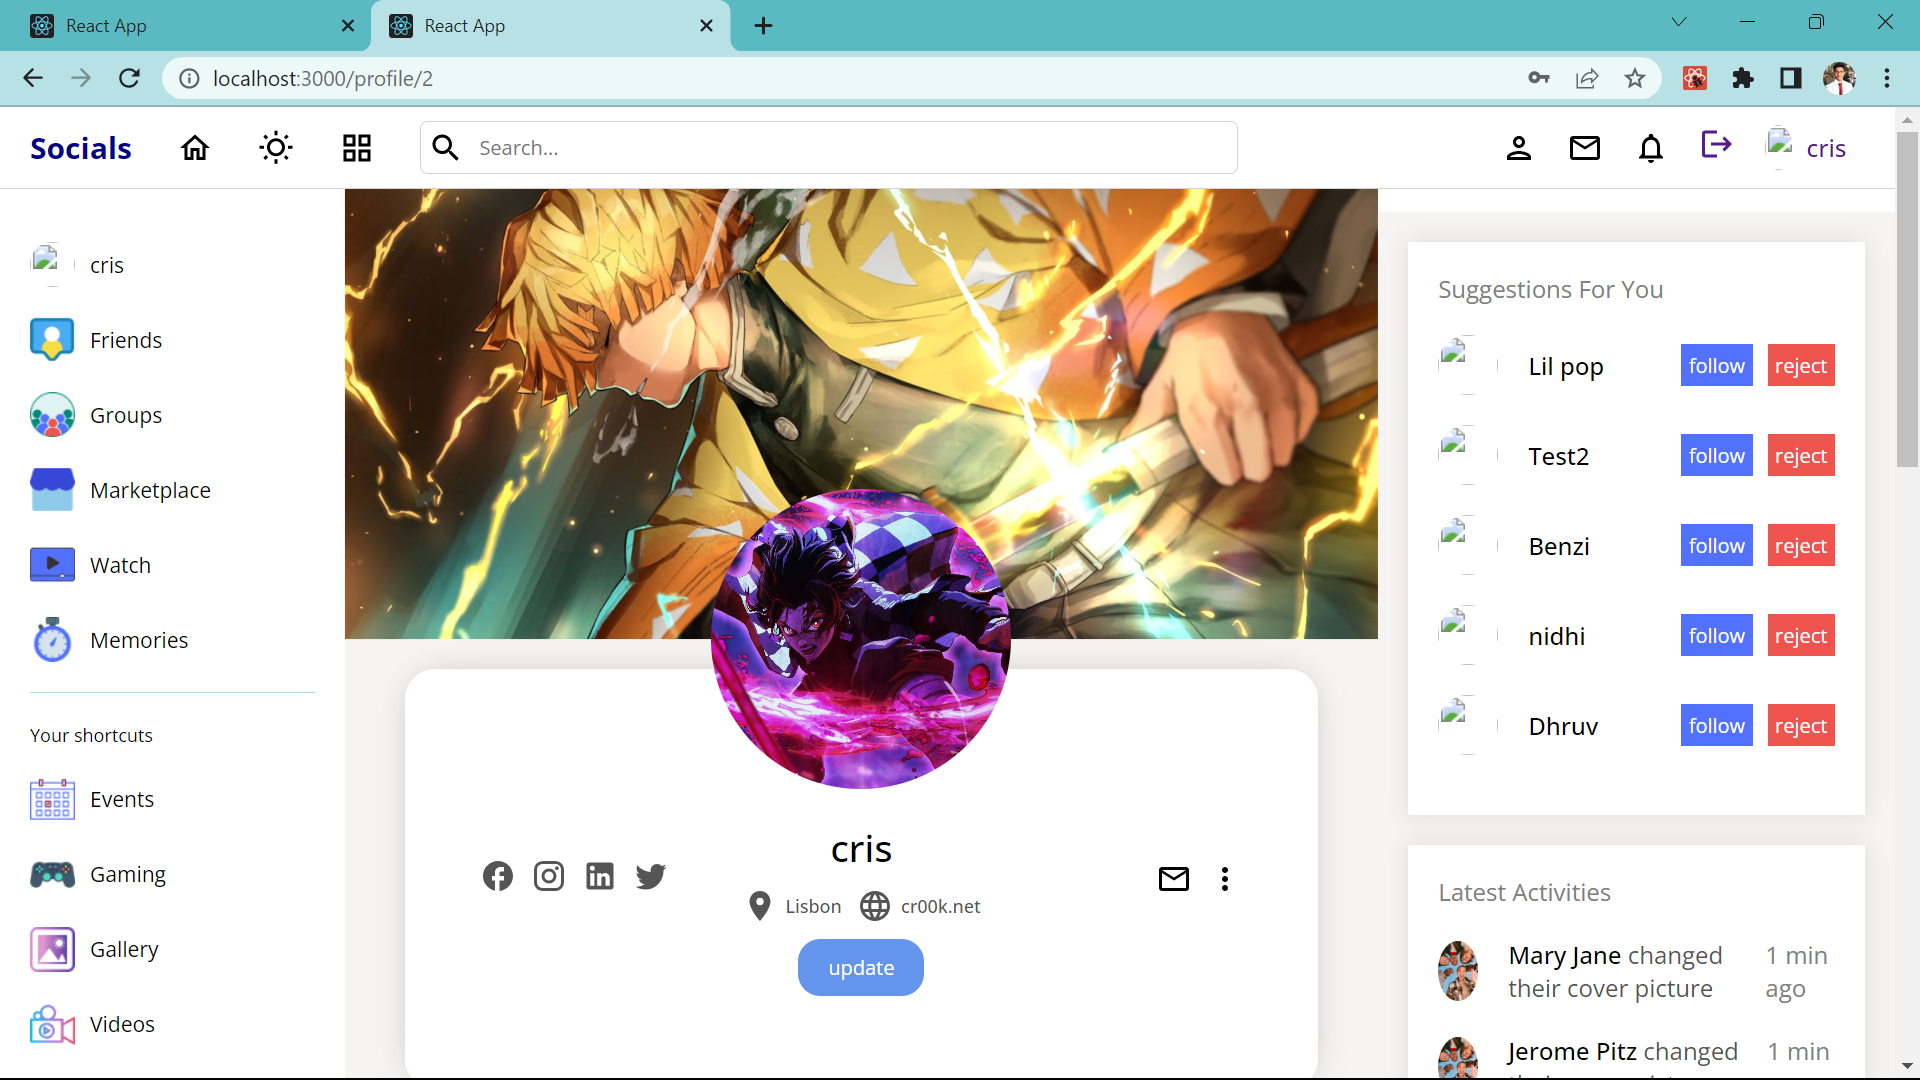 React App
React App
localhost:3000/profile/2
Socials
Search...
cris
cris
Friends
Groups
Marketplace
Watch
Memories
Your shortcuts
Events
Gaming
Gallery
Videos
cris
Lisbon cr00k.net
update
Suggestions For You
Lil pop follow reject
Test2 follow reject
Benzi follow reject
nidhi follow reject
Dhruv follow reject
Latest Activities
Mary Jane changed 1 min
their cover picture ago
Jerome Pitz changed 1 min